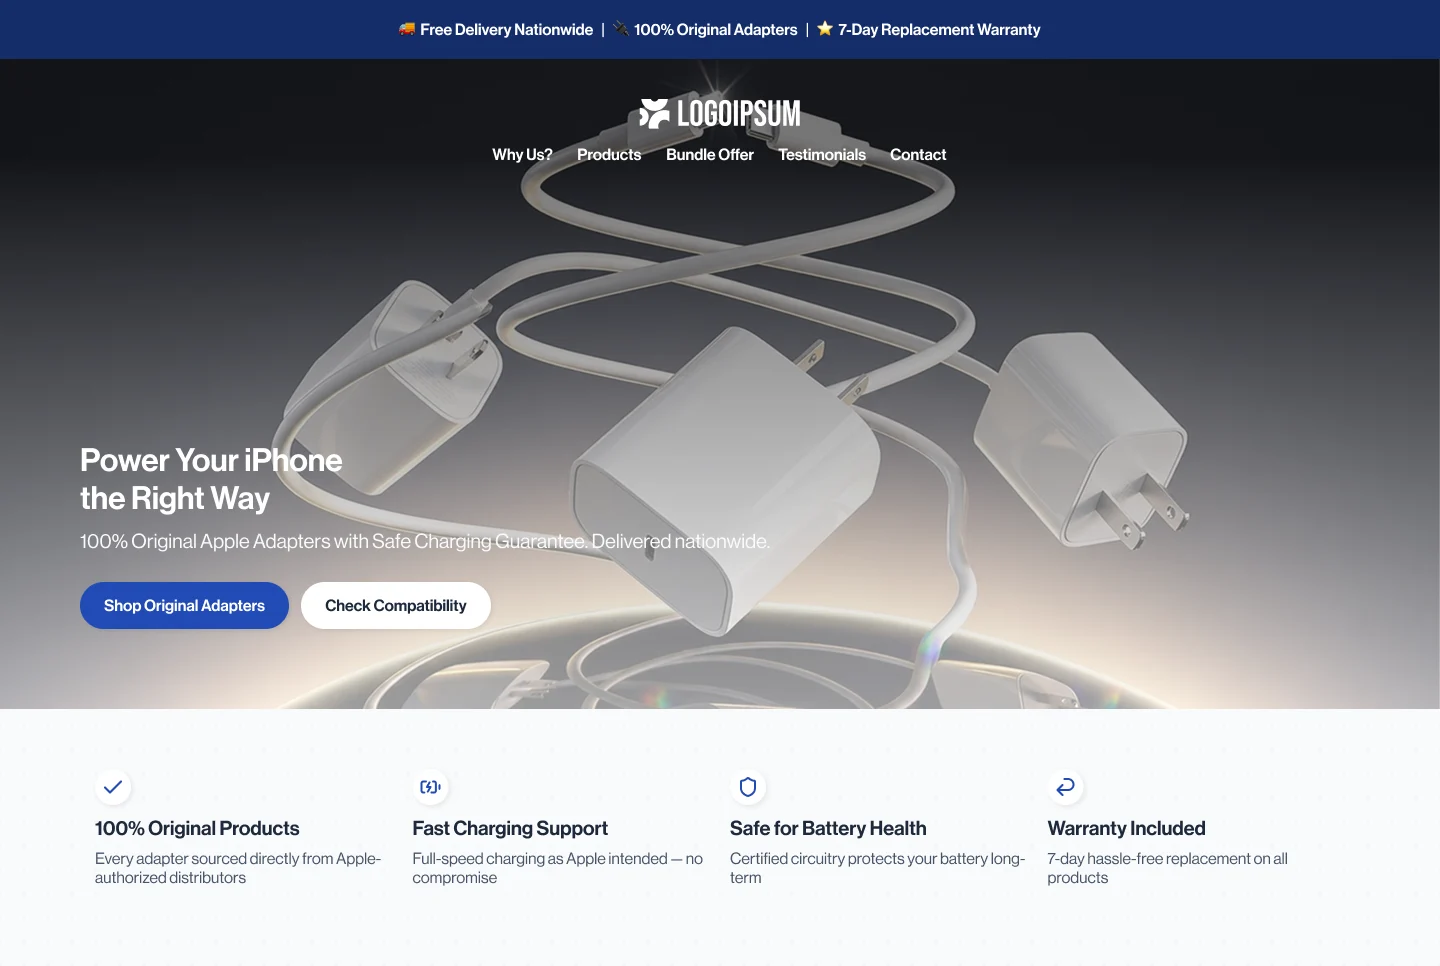 🚚 Free Delivery Nationwide | 🔌 100% Original Adapters | ⭐ 7-Day Replacement Warranty
LOGOIPSUM
Why Us? Products Bundle Offer Testimonials Contact
Power Your iPhone
the Right Way
100% Original Apple Adapters with Safe Charging Guarantee. Delivered nationwide.
Shop Original Adapters Check Compatibility
100% Original Products
Every adapter sourced directly from Apple-
authorized distributors
Fast Charging Support
Full-speed charging as Apple intended — no
compromise
Safe for Battery Health
Certified circuitry protects your battery long-
term
Warranty Included
7-day hassle-free replacement on all
products